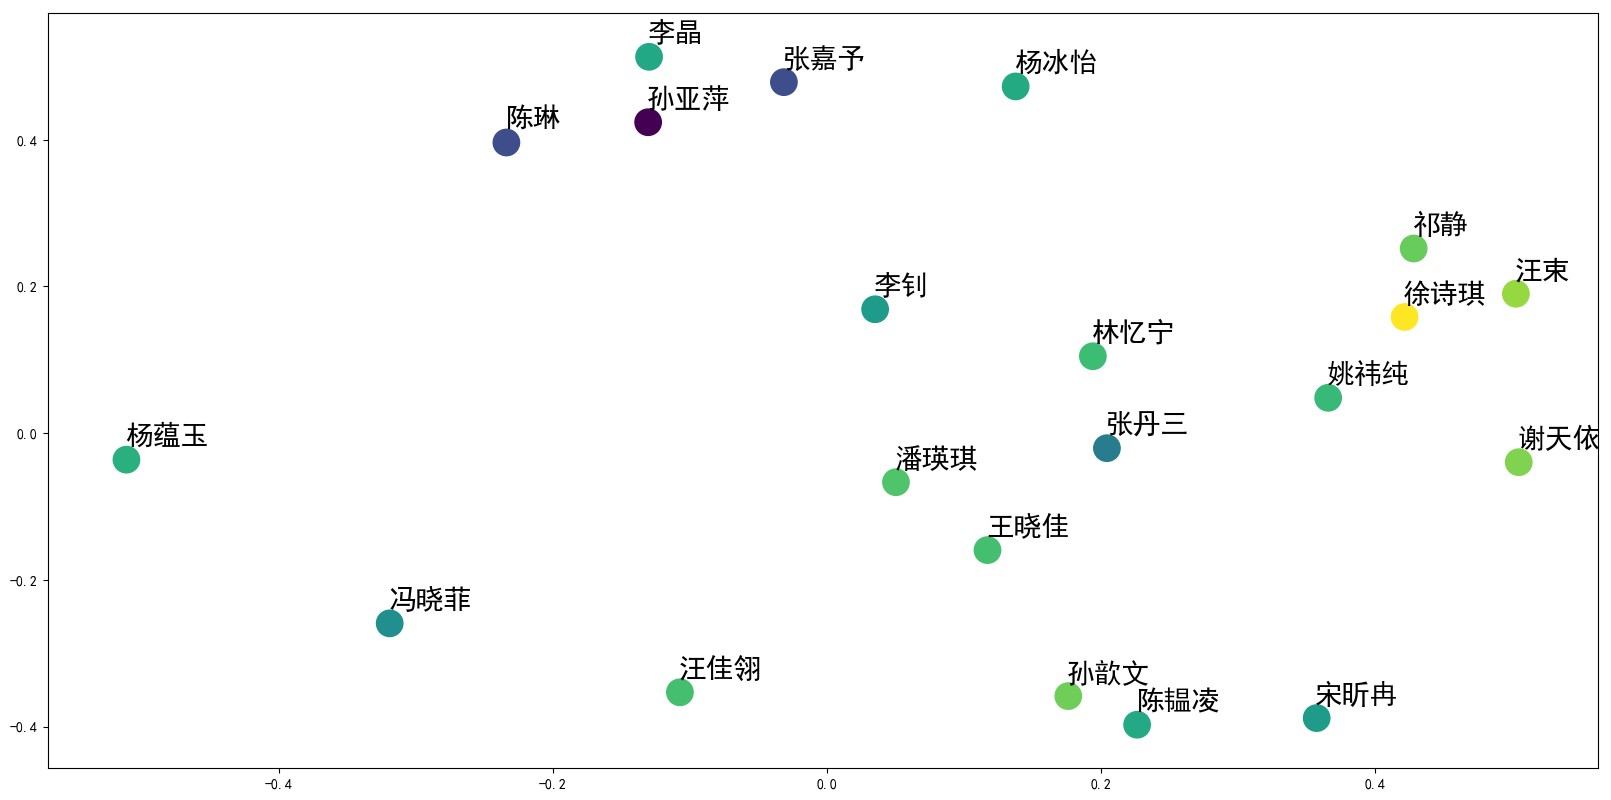 李晶
张嘉予
杨冰怡
孙亚萍
陈琳
0.4
祁静
汪束
0.2
李钊
徐诗琪
林忆宁
姚祎纯
张丹三
0.0
杨蕴玉
谢天依
潘瑛琪
王晓佳
-0.2
冯晓菲
汪佳翎
孙歆文
陈韫凌
宋昕冉
-0.4
-0.4
-0.2
0.0
0.2
0.4